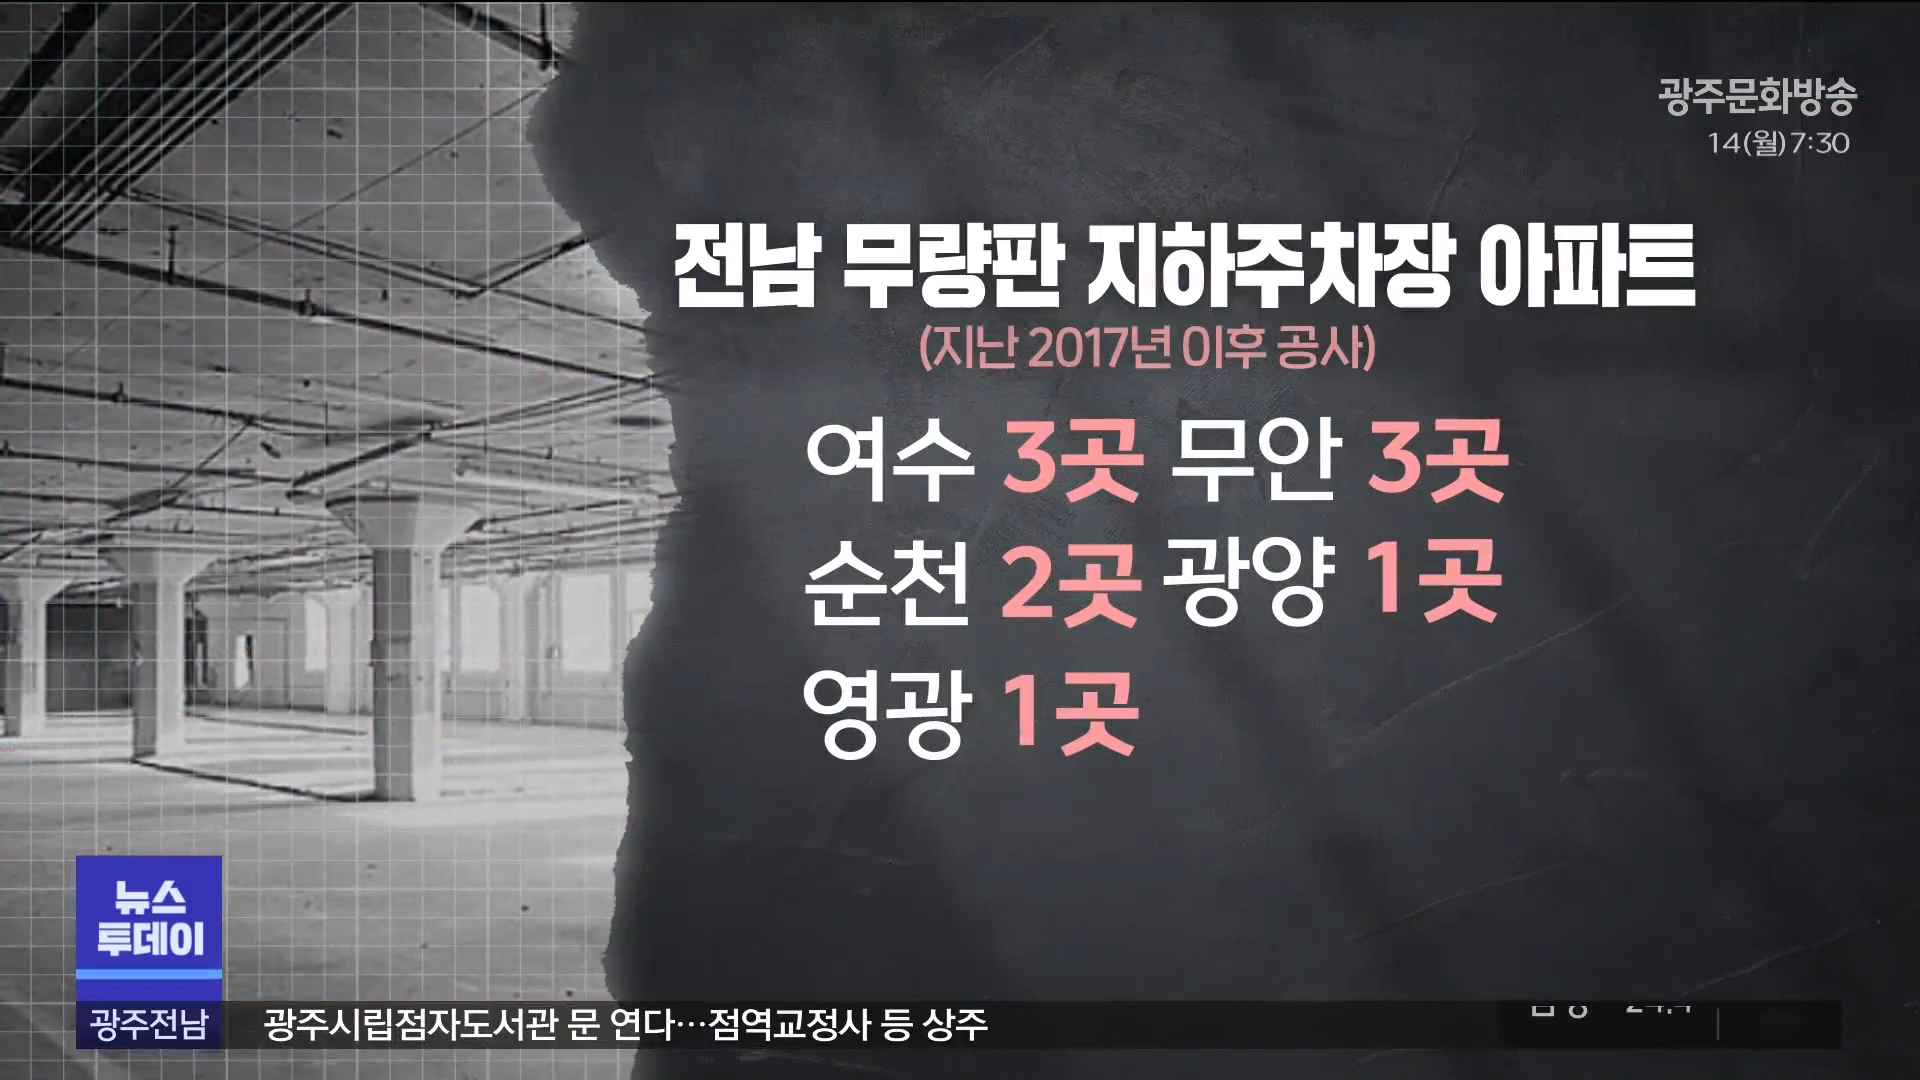 광주문화방송
14(월) 7:30
전남 무량판 지하주차장 아파트
(지난 2017년 이후 공사)
여수 3곳 무안 3곳
순천 2곳 광양 1곳
영광 1곳
뉴스
투데이
광주전남 광주시립점자도서관 문 연다…점역교정사 등 상주